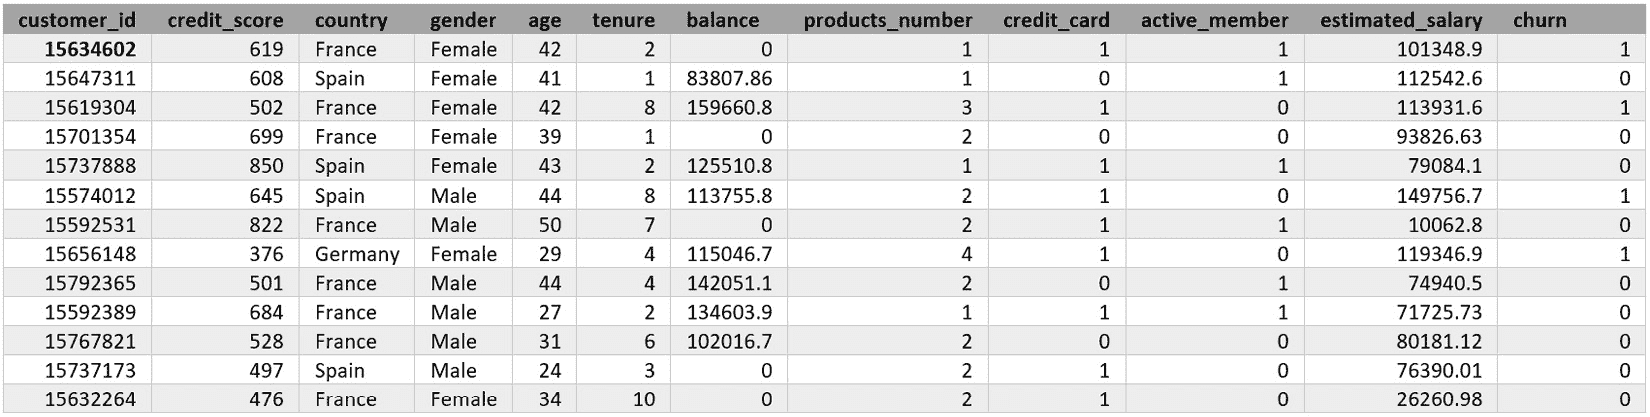 customer_id credit_score country gender age tenure balance products_number credit_card active_member estimated_salary churn
15634602 619 France Female 42 2 0 1 1 1 101348.9 1
15647311 608 Spain Female 41 1 83807.86 1 0 1 112542.6 0
15619304 502 France Female 42 8 159660.8 3 1 0 113931.6 1
15701354 699 France Female 39 1 0 2 0 0 93826.63 0
15737888 850 Spain Female 43 2 125510.8 1 1 1 79084.1 0
15574012 645 Spain Male 44 8 113755.8 2 1 0 149756.7 1
15592531 822 France Male 50 7 0 2 1 1 10062.8 0
15656148 376 Germany Female 29 4 115046.7 4 1 0 119346.9 1
15792365 501 France Male 44 4 142051.1 2 0 1 74940.5 0
15592389 684 France Male 27 2 134603.9 1 1 1 71725.73 0
15767821 528 France Male 31 6 102016.7 2 0 0 80181.12 0
15737173 497 Spain Male 24 3 0 2 1 0 76390.01 0
15632264 476 France Female 34 10 0 2 1 0 26260.98 0